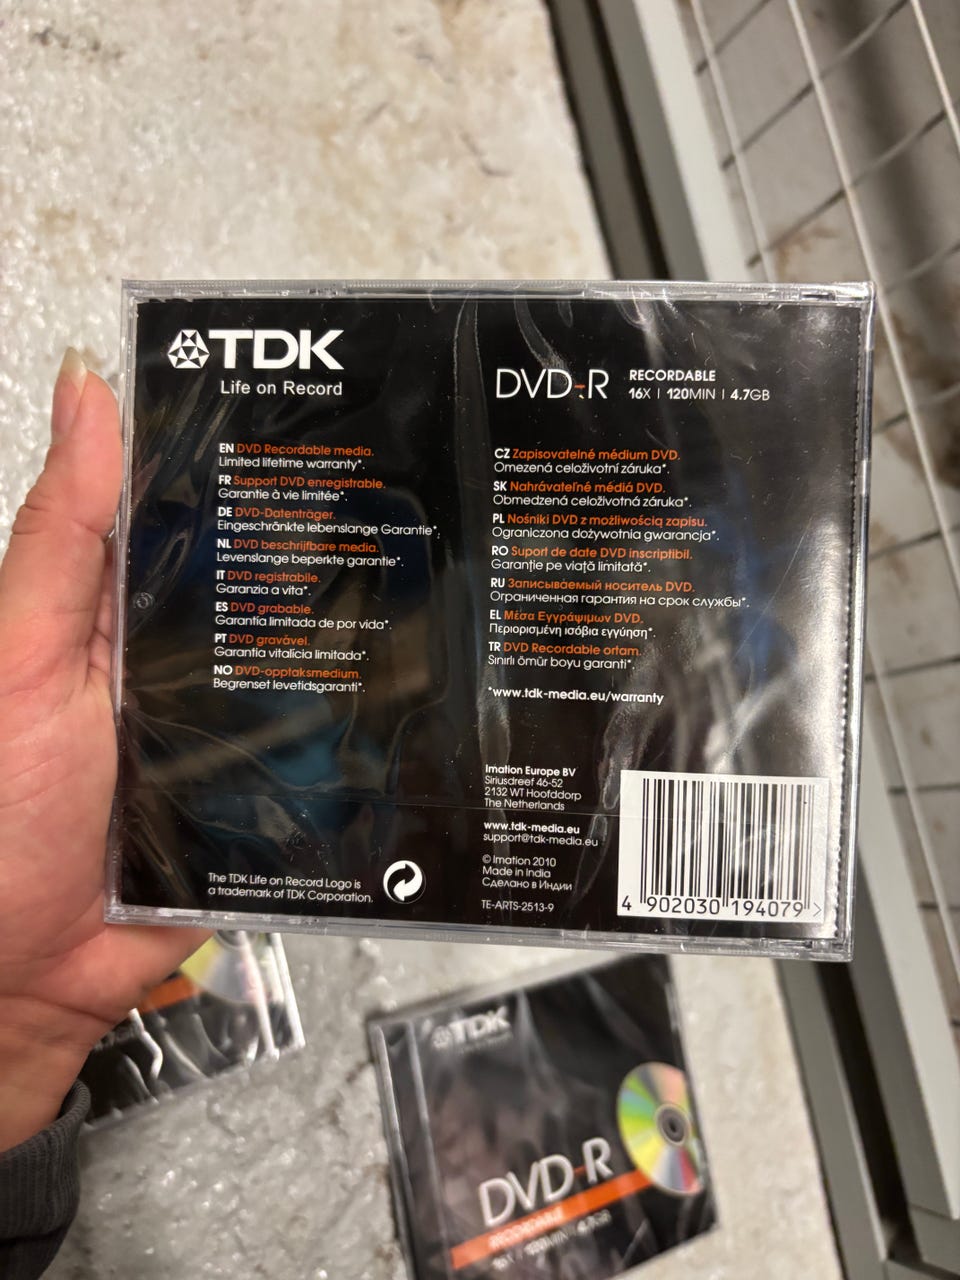 TDK
Life on Record
DVD-R
RECORDABLE
16X | 120MIN | 4.7GB
EN DVD Recordable media.
Limited lifetime warranty*.
FR Support DVD enregistrable.
Garantie à vie limitée*.
DE DVD-Datenträger.
Eingeschränkte lebenslange Garantie*.
NL DVD beschrijfbare media.
Levenslange beperkte garantie*.
IT DVD registrabile.
Garanzia a vita*.
ES DVD grabable.
Garantía limitada de por vida*.
PT DVD gravável.
Garantia vitalícia limitada*.
NO DVD-opptaksmedium.
Begrenset levetidsgaranti*.
CZ Zapisovatelné médium DVD.
Omezená celoživotní záruka*.
SK Nahrávateľné médiá DVD.
Obmedzená celoživotná záruka*.
PL Nośniki DVD z możliwością zapisu.
Ograniczona dożywotnia gwarancja*.
RO Suport de date DVD inscriptibil.
Garanție pe viață limitată*.
RU Записываемый носитель DVD.
Ограниченная гарантия на срок службы*.
EL Μέσα Εγγράψιμων DVD.
Περιορισμένη ισόβια εγγύηση*.
TR DVD Recordable ortam.
Sınırlı ömür boyu garanti*.
*www.tdk-media.eu/warranty
Imation Europe BV
Siriusdreef 46-52
2132 WT Hoofddorp
The Netherlands
www.tdk-media.eu
support@tdk-media.eu
© Imation 2010
Made in India
Сделано в Индии
TE-ARTS-2513-9
The TDK Life on Record Logo is
a trademark of TDK Corporation.
4 902030 194079 >
TDK
DVD-R
RECORDABLE
16X | 120MIN | 4.7GB